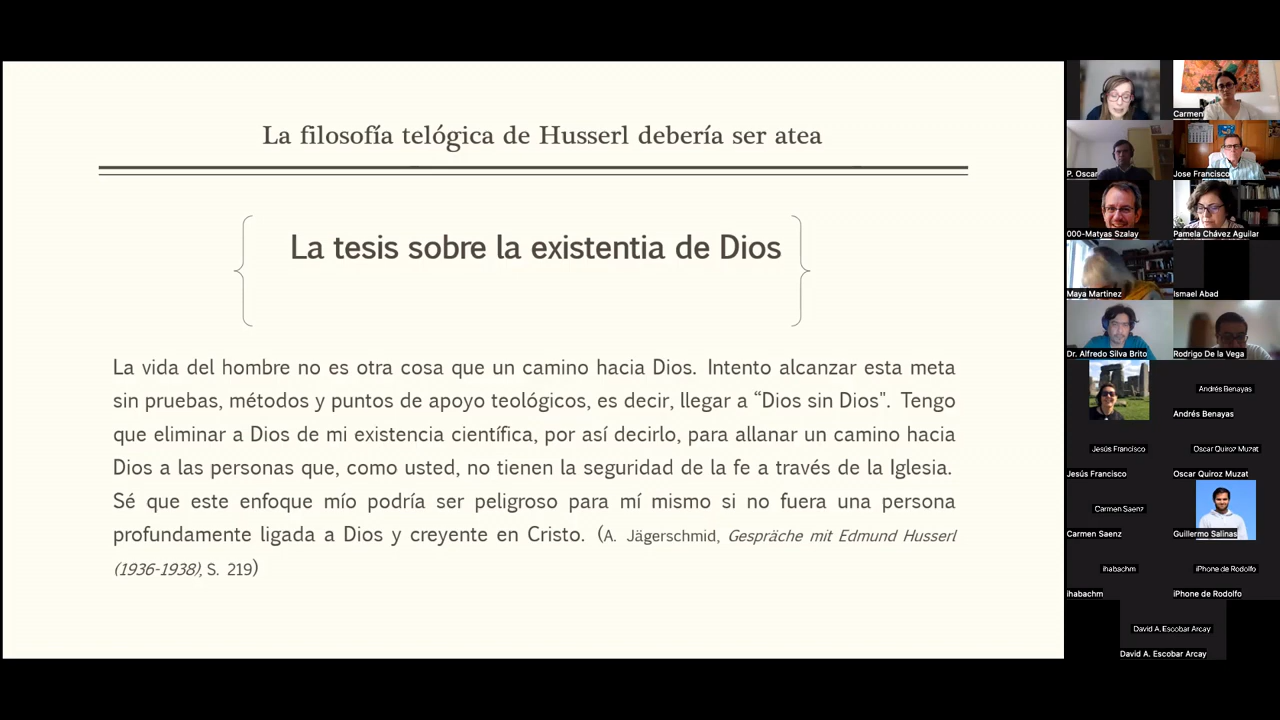 La filosofía telógica de Husserl debería ser atea
La tesis sobre la existentia de Dios
La vida del hombre no es otra cosa que un camino hacia Dios. Intento alcanzar esta meta
sin pruebas, métodos y puntos de apoyo teológicos, es decir, llegar a “Dios sin Dios". Tengo
que eliminar a Dios de mi existencia científica, por así decirlo, para allanar un camino hacia
Dios a las personas que, como usted, no tienen la seguridad de la fe a través de la Iglesia.
Sé que este enfoque mío podría ser peligroso para mí mismo si no fuera una persona
profundamente ligada a Dios y creyente en Cristo. (A. Jägerschmid, Gespräche mit Edmund Husserl
(1936-1938), S. 219)
Carmen
P. Oscar
Jose Francisco
000-Matyas Szalay
Pamela Chávez Aguilar
Maya Martinez
Ismael Abad
Dr. Alfredo Silva Brito
Rodrigo De la Vega
Andrés Benayas
Andrés Benayas
Jesús Francisco
Oscar Quiroz Muzat
Jesús Francisco
Oscar Quiroz Muzat
Carmen Saenz
Carmen Saenz
Guillermo Salinas
ihabachm
iPhone de Rodolfo
ihabachm
iPhone de Rodolfo
David A. Escobar Arcay
David A. Escobar Arcay